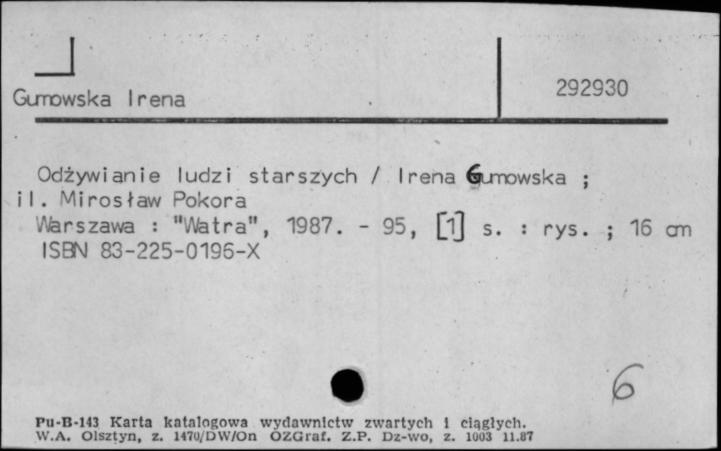 Gumowska Irena
292930
Odżywianie ludzi starszych / Irena Gumowska ;
il. Mirosław Pokora
Warszawa : "Watra", 1987. - 95, [1] s. : rys. ; 16 cm
ISBN 83-225-0196-X
6
Pu-B-143 Karta katalogowa wydawnictw zwartych i ciągłych.
W.A. Olsztyn, z. 1470/DW/On OZGraf. Z.P. Dz-wo, z. 1003 11.87